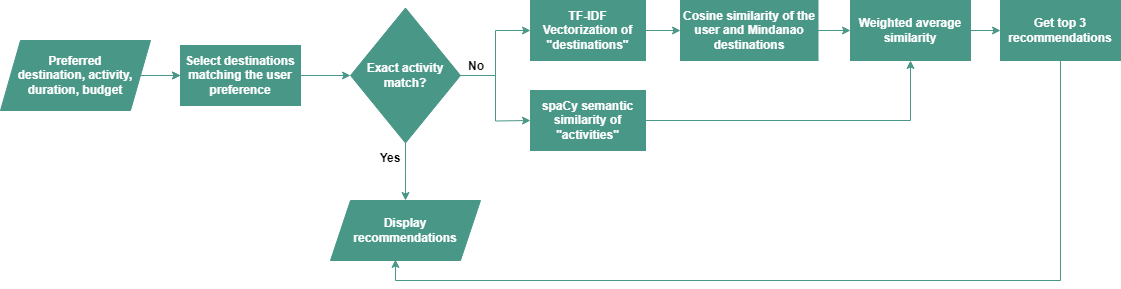 Preferred
destination, activity,
duration, budget
Select destinations
matching the user
preference
Exact activity
match?
No
Yes
TF-IDF
Vectorization of
"destinations"
Cosine similarity of the
user and Mindanao
destinations
Weighted average
similarity
Get top 3
recommendations
spaCy semantic
similarity of
"activities"
Display
recommendations